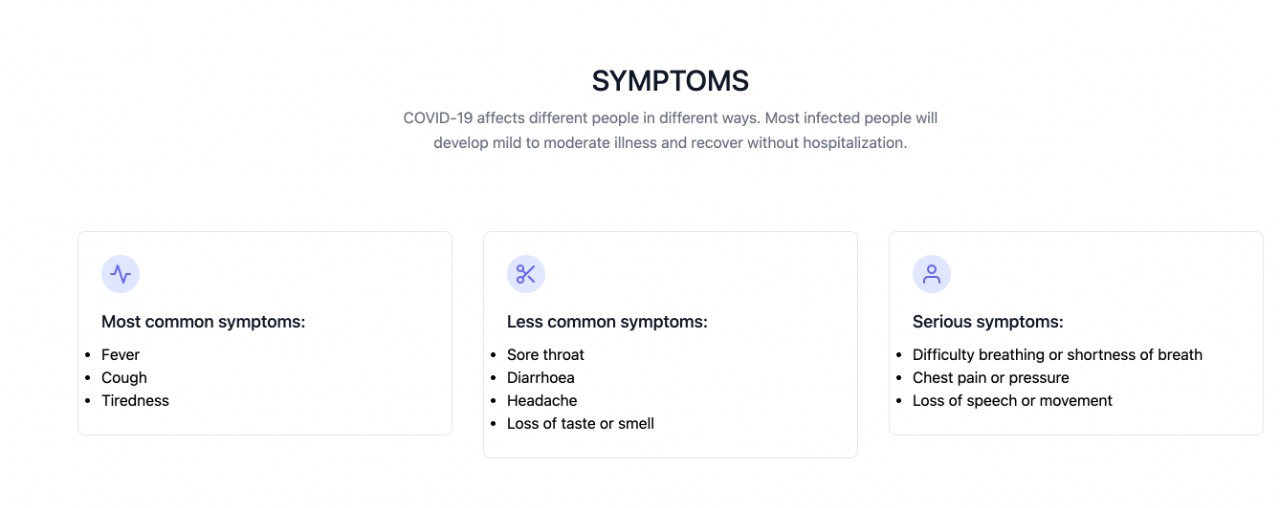 SYMPTOMS
COVID-19 affects different people in different ways. Most infected people will
develop mild to moderate illness and recover without hospitalization.
Most common symptoms:
• Fever
• Cough
• Tiredness
Less common symptoms:
• Sore throat
• Diarrhoea
• Headache
• Loss of taste or smell
Serious symptoms:
• Difficulty breathing or shortness of breath
• Chest pain or pressure
• Loss of speech or movement